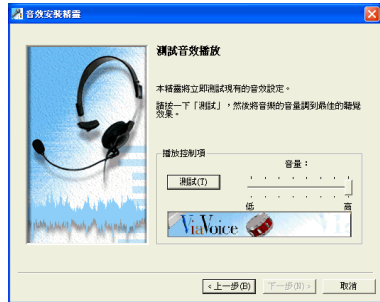 音效安裝精靈
測試音效播放
本精靈將立即測試現有的音效設定。
請按一下「測試」，然後將音樂的音量調到最佳的聽覺
效果。
播放控制項
音量：
測試(T)
低
高
ViaVoice
<上一步(B)
下一步(N)>
取消